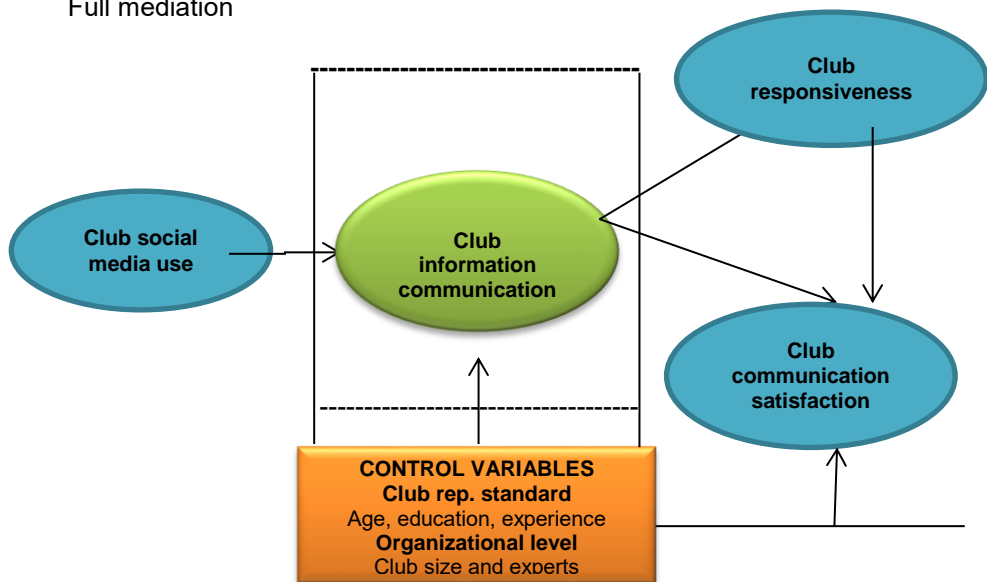 Full mediation
Club
responsiveness
Club social
media use
Club
information
communication
Club
communication
satisfaction
CONTROL VARIABLES
Club rep. standard
Age, education, experience
Organizational level
Club size and experts